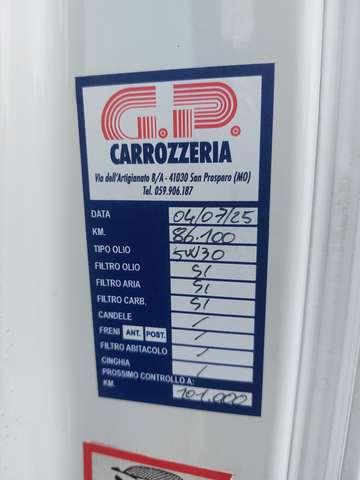 G.P.
CARROZZERIA
Via dell'Artigianato 8/A - 41030 San Prospero (MO)
Tel. 059.906.187
DATA 04/07/25
KM. 86.100
TIPO OLIO 5W30
FILTRO OLIO SI
FILTRO ARIA SI
FILTRO CARB. SI
CANDELE /
FRENI ANT. POST. /
FILTRO ABITACOLO /
CINGHIA /
PROSSIMO CONTROLLO A:
KM. 101.000